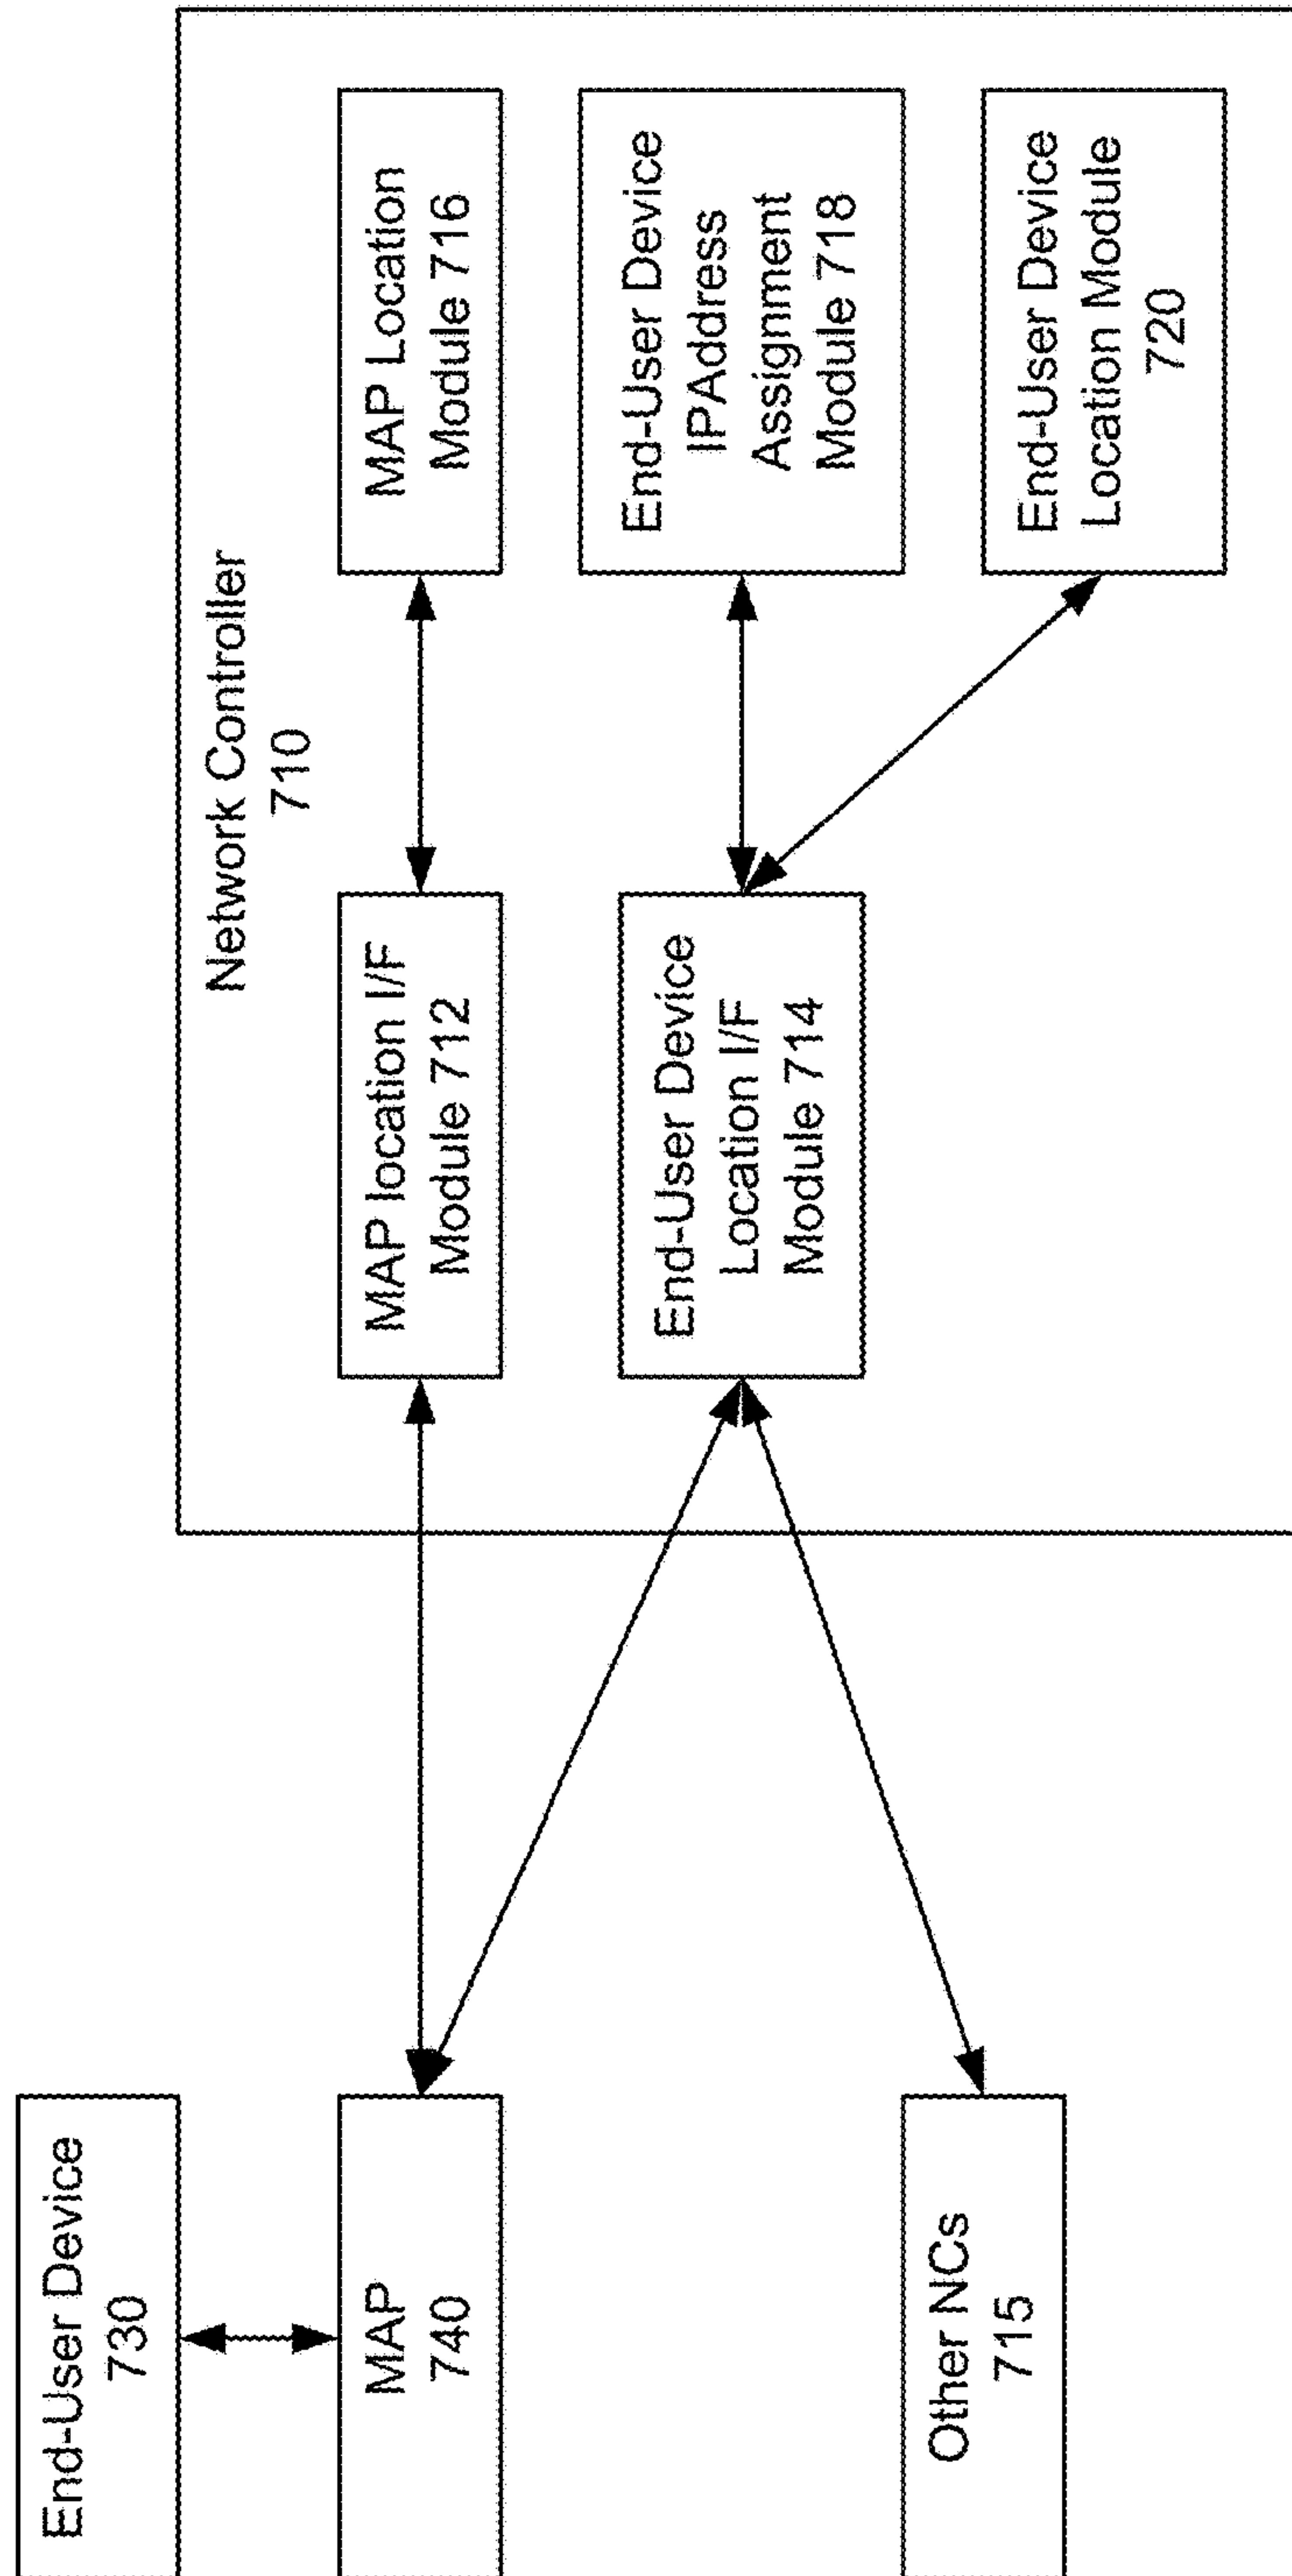 End-User Device
730
MAP
740
Other NCs
715
Network Controller
710
MAP location I/F
Module 712
End-User Device
Location I/F
Module 714
MAP Location
Module 716
End-User Device
IPAddress
Assignment
Module 718
End-User Device
Location Module
720